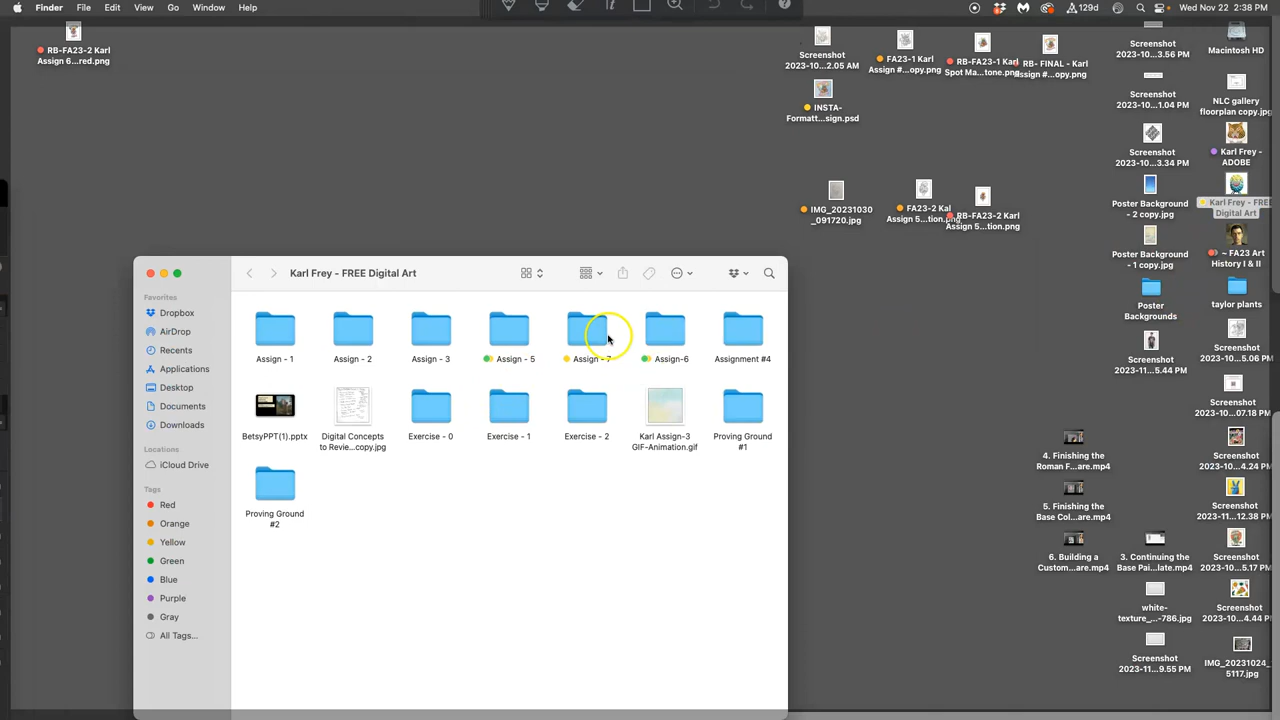 Finder File Edit View Go Window Help
129d
Wed Nov 22 2:38 PM
RB-FA23-2 Karl
Assign 6...red.png
Screenshot
2023-10...2.05 AM
FA23-1 Karl
Assign #...opy.png
RB-FA23-1 Karl
Spot Ma...tone.png
RB- FINAL - Karl
Assign #...opy.png
Screenshot
2023-10...3.56 PM
Macintosh HD
INSTA-
Formatt...sign.psd
Screenshot
2023-10...1.04 PM
NLC gallery
floorplan copy.jpg
Screenshot
2023-10...3.34 PM
Karl Frey -
ADOBE
IMG_20231030
_091720.jpg
FA23-2 Kar
Assign 5...tion.png
RB-FA23-2 Karl
Assign 5...tion.png
Poster Background
- 2 copy.jpg
Karl Frey - FREE
Digital Art
Poster Background
- 1 copy.jpg
~ FA23 Art
History I & II
Poster
Backgrounds
taylor plants
Screenshot
2023-11...5.44 PM
Screenshot
2023-10...5.06 PM
Screenshot
2023-10...07.18 PM
4. Finishing the
Roman F...are.mp4
Screenshot
2023-10...4.24 PM
5. Finishing the
Base Col...are.mp4
Screenshot
2023-11...12.38 PM
6. Building a
Custom...are.mp4
3. Continuing the
Base Pai...late.mp4
Screenshot
2023-10...5.17 PM
white-
texture_...-786.jpg
Screenshot
2023-10...4.44 PM
Screenshot
2023-11...9.55 PM
IMG_20231024_
5117.jpg
Karl Frey - FREE Digital Art
Favorites
Dropbox
AirDrop
Recents
Applications
Desktop
Documents
Downloads
Locations
iCloud Drive
Tags
Red
Orange
Yellow
Green
Blue
Purple
Gray
All Tags...
Assign - 1
Assign - 2
Assign - 3
Assign - 5
Assign - 7
Assign-6
Assignment #4
BetsyPPT(1).pptx
Digital Concepts
to Revie...copy.jpg
Exercise - 0
Exercise - 1
Exercise - 2
Karl Assign-3
GIF-Animation.gif
Proving Ground
#1
Proving Ground
#2